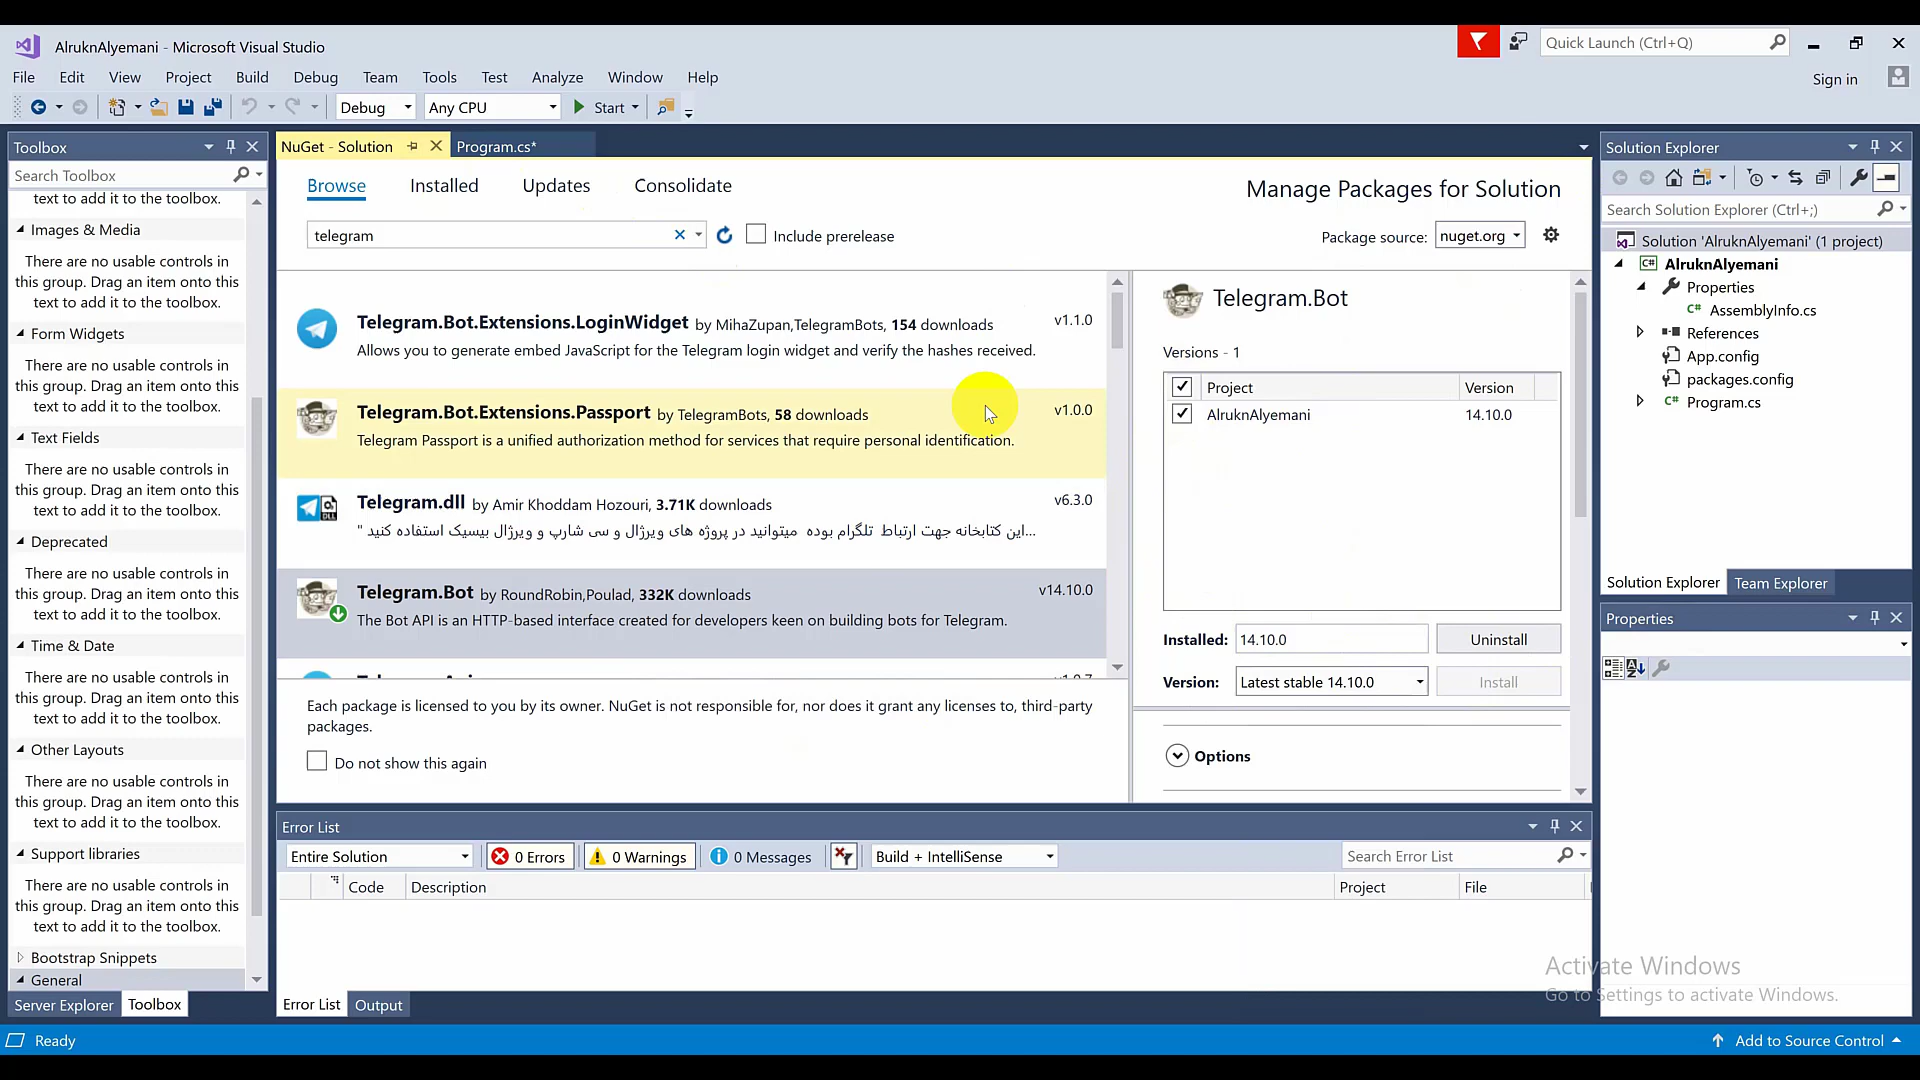 AlruknAlyemani - Microsoft Visual Studio
Quick Launch (Ctrl+Q)
File Edit View Project Build Debug Team Tools Test Analyze Window Help
Sign in
Debug Any CPU Start
Toolbox
Search Toolbox
text to add it to the toolbox.
Images & Media
There are no usable controls in
this group. Drag an item onto this
text to add it to the toolbox.
Form Widgets
There are no usable controls in
this group. Drag an item onto this
text to add it to the toolbox.
Text Fields
There are no usable controls in
this group. Drag an item onto this
text to add it to the toolbox.
Deprecated
There are no usable controls in
this group. Drag an item onto this
text to add it to the toolbox.
Time & Date
There are no usable controls in
this group. Drag an item onto this
text to add it to the toolbox.
Other Layouts
There are no usable controls in
this group. Drag an item onto this
text to add it to the toolbox.
Support libraries
There are no usable controls in
this group. Drag an item onto this
text to add it to the toolbox.
Bootstrap Snippets
General
Server Explorer Toolbox
NuGet - Solution Program.cs*
Browse Installed Updates Consolidate
Manage Packages for Solution
telegram
Include prerelease
Package source: nuget.org
Telegram.Bot.Extensions.LoginWidget by MihaZupan,TelegramBots, 154 downloads v1.1.0
Allows you to generate embed JavaScript for the Telegram login widget and verify the hashes received.
Telegram.Bot.Extensions.Passport by TelegramBots, 58 downloads v1.0.0
Telegram Passport is a unified authorization method for services that require personal identification.
Telegram.dll by Amir Khoddam Hozouri, 3.71K downloads v6.3.0
" این کتابخانه جهت ارتباط تلگرام بوده میتوانید در پروژه های ویرژال و سی شارپ و ویرژال بیسیک استفاده کنید...
Telegram.Bot by RoundRobin,Poulad, 332K downloads v14.10.0
The Bot API is an HTTP-based interface created for developers keen on building bots for Telegram.
Each package is licensed to you by its owner. NuGet is not responsible for, nor does it grant any licenses to, third-party
packages.
Do not show this again
Telegram.Bot
Versions - 1
Project Version
AlruknAlyemani 14.10.0
Installed: 14.10.0 Uninstall
Version: Latest stable 14.10.0 Install
Options
Error List
Entire Solution 0 Errors 0 Warnings 0 Messages Build + IntelliSense Search Error List
Code Description Project File
Error List Output
Solution Explorer
Search Solution Explorer (Ctrl+;)
Solution 'AlruknAlyemani' (1 project)
C# AlruknAlyemani
Properties
C# AssemblyInfo.cs
References
App.config
packages.config
C# Program.cs
Solution Explorer Team Explorer
Properties
Activate Windows
Go to Settings to activate Windows.
Ready
Add to Source Control